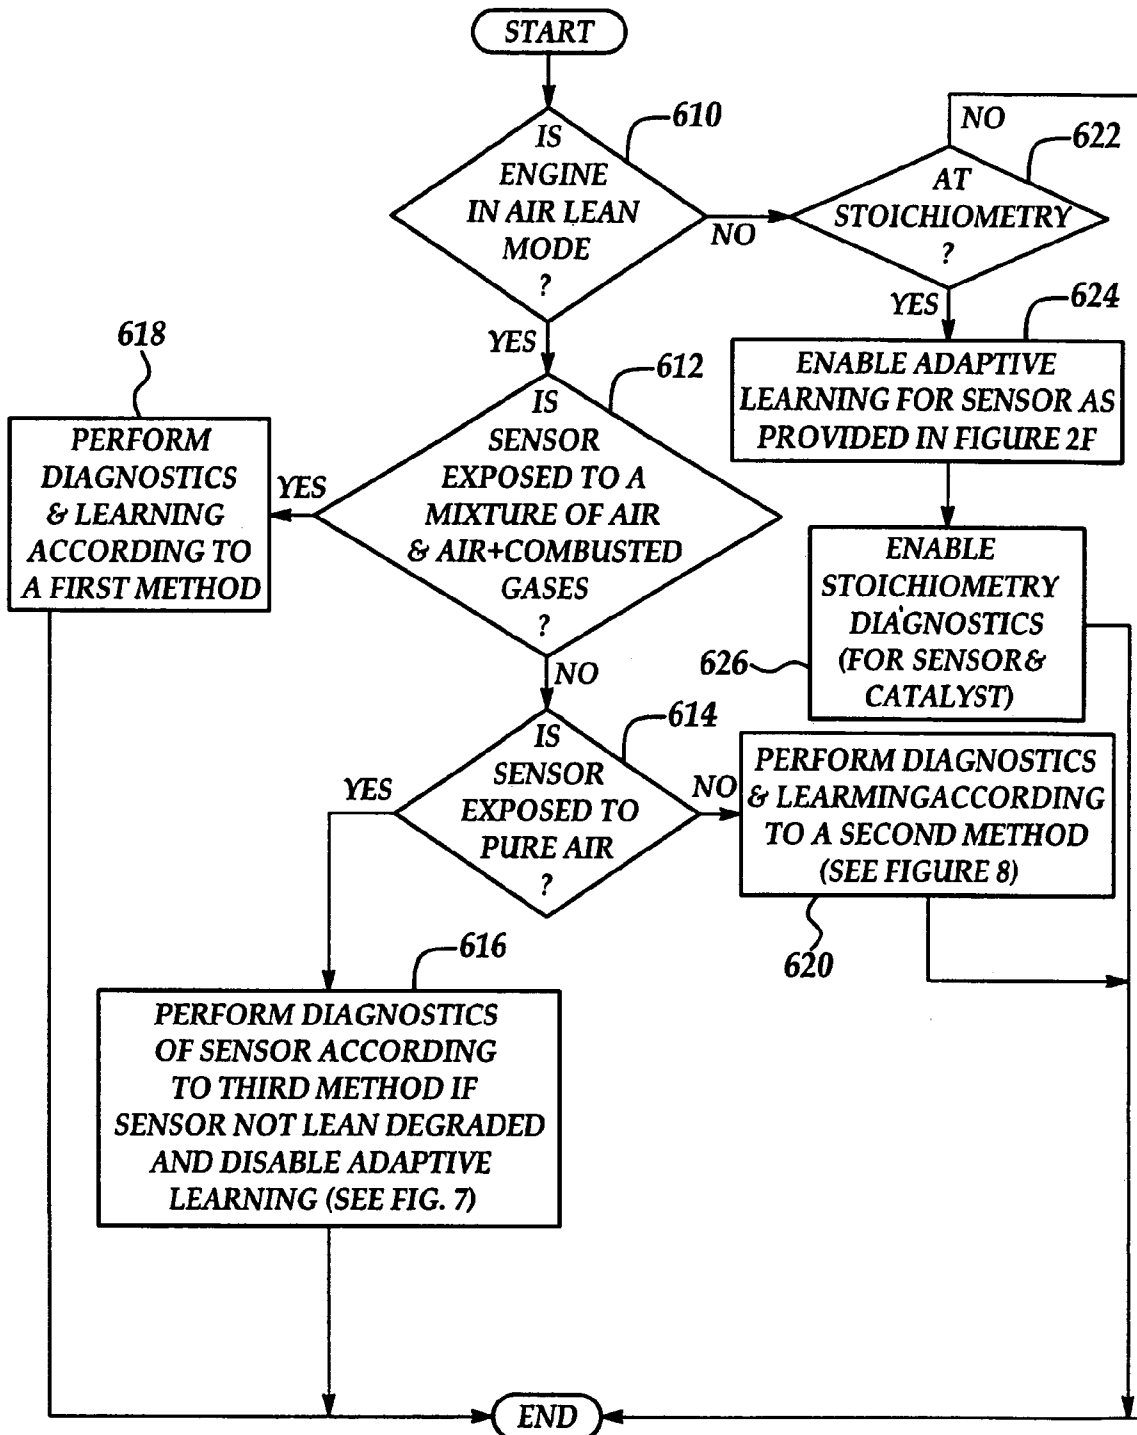 START
610
IS
ENGINE
IN AIR LEAN
MODE
?
NO
YES
NO
622
AT
STOICHIOMETRY
?
YES
624
ENABLE ADAPTIVE
LEARNING FOR SENSOR AS
PROVIDED IN FIGURE 2F
618
PERFORM
DIAGNOSTICS
& LEARNING
ACCORDING TO
A FIRST METHOD
YES
612
IS
SENSOR
EXPOSED TO A
MIXTURE OF AIR
& AIR+COMBUSTED
GASES
?
NO
ENABLE
STOICHIOMETRY
DIAGNOSTICS
(FOR SENSOR&
CATALYST)
626
614
IS
SENSOR
EXPOSED TO
PURE AIR
?
YES
NO
PERFORM DIAGNOSTICS
& LEARMINGACCORDING
TO A SECOND METHOD
(SEE FIGURE 8)
620
616
PERFORM DIAGNOSTICS
OF SENSOR ACCORDING
TO THIRD METHOD IF
SENSOR NOT LEAN DEGRADED
AND DISABLE ADAPTIVE
LEARNING (SEE FIG. 7)
END